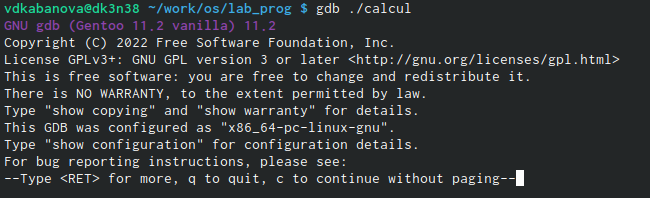 vdkabanova@dk3n38 ~/work/os/lab_prog $ gdb ./calcul
GNU gdb (Gentoo 11.2 vanilla) 11.2
Copyright (C) 2022 Free Software Foundation, Inc.
License GPLv3+: GNU GPL version 3 or later <http://gnu.org/licenses/gpl.html>
This is free software: you are free to change and redistribute it.
There is NO WARRANTY, to the extent permitted by law.
Type "show copying" and "show warranty" for details.
This GDB was configured as "x86_64-pc-linux-gnu".
Type "show configuration" for configuration details.
For bug reporting instructions, please see:
--Type <RET> for more, q to quit, c to continue without paging--